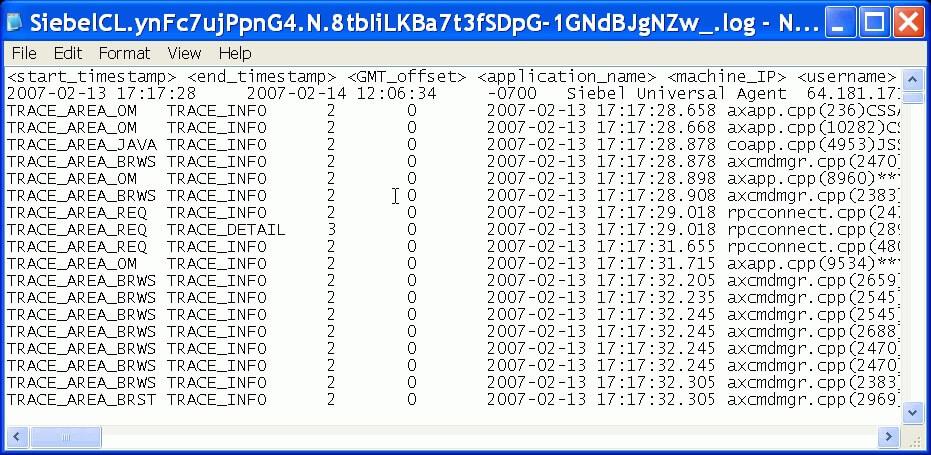 SiebelCL.ynFc7ujPpnG4.N.8tbIiLKBa7t3fSDpG-1GNdBJgNZw_.log - N...
File Edit Format View Help
<start_timestamp> <end_timestamp> <GMT_offset> <application_name> <machine_IP> <username>
2007-02-13 17:17:28 2007-02-14 12:06:34 -0700 Siebel Universal Agent 64.181.17
TRACE_AREA_OM TRACE_INFO 2 0 2007-02-13 17:17:28.658 axapp.cpp(236)CSSA
TRACE_AREA_OM TRACE_INFO 2 0 2007-02-13 17:17:28.668 axapp.cpp(10282)CS
TRACE_AREA_JAVA TRACE_INFO 2 0 2007-02-13 17:17:28.878 coapp.cpp(4953)JSS
TRACE_AREA_BRWS TRACE_INFO 2 0 2007-02-13 17:17:28.878 axcmdmgr.cpp(2470)
TRACE_AREA_OM TRACE_INFO 2 0 2007-02-13 17:17:28.898 axapp.cpp(8960)**
TRACE_AREA_BRWS TRACE_INFO 2 0 2007-02-13 17:17:28.908 axcmdmgr.cpp(2383)
TRACE_AREA_REQ TRACE_INFO 2 0 2007-02-13 17:17:29.018 rpcconnect.cpp(24
TRACE_AREA_REQ TRACE_DETAIL 3 0 2007-02-13 17:17:29.018 rpcconnect.cpp(289
TRACE_AREA_REQ TRACE_INFO 2 0 2007-02-13 17:17:31.655 rpcconnect.cpp(480
TRACE_AREA_OM TRACE_INFO 2 0 2007-02-13 17:17:31.715 axapp.cpp(9534)**
TRACE_AREA_BRWS TRACE_INFO 2 0 2007-02-13 17:17:32.205 axcmdmgr.cpp(2659)
TRACE_AREA_BRWS TRACE_INFO 2 0 2007-02-13 17:17:32.235 axcmdmgr.cpp(2545)
TRACE_AREA_BRWS TRACE_INFO 2 0 2007-02-13 17:17:32.245 axcmdmgr.cpp(2545)
TRACE_AREA_BRWS TRACE_INFO 2 0 2007-02-13 17:17:32.245 axcmdmgr.cpp(2688)
TRACE_AREA_BRWS TRACE_INFO 2 0 2007-02-13 17:17:32.245 axcmdmgr.cpp(2470)
TRACE_AREA_BRWS TRACE_INFO 2 0 2007-02-13 17:17:32.245 axcmdmgr.cpp(2470)
TRACE_AREA_BRWS TRACE_INFO 2 0 2007-02-13 17:17:32.305 axcmdmgr.cpp(2383)
TRACE_AREA_BRST TRACE_INFO 2 0 2007-02-13 17:17:32.305 axcmdmgr.cpp(2969)